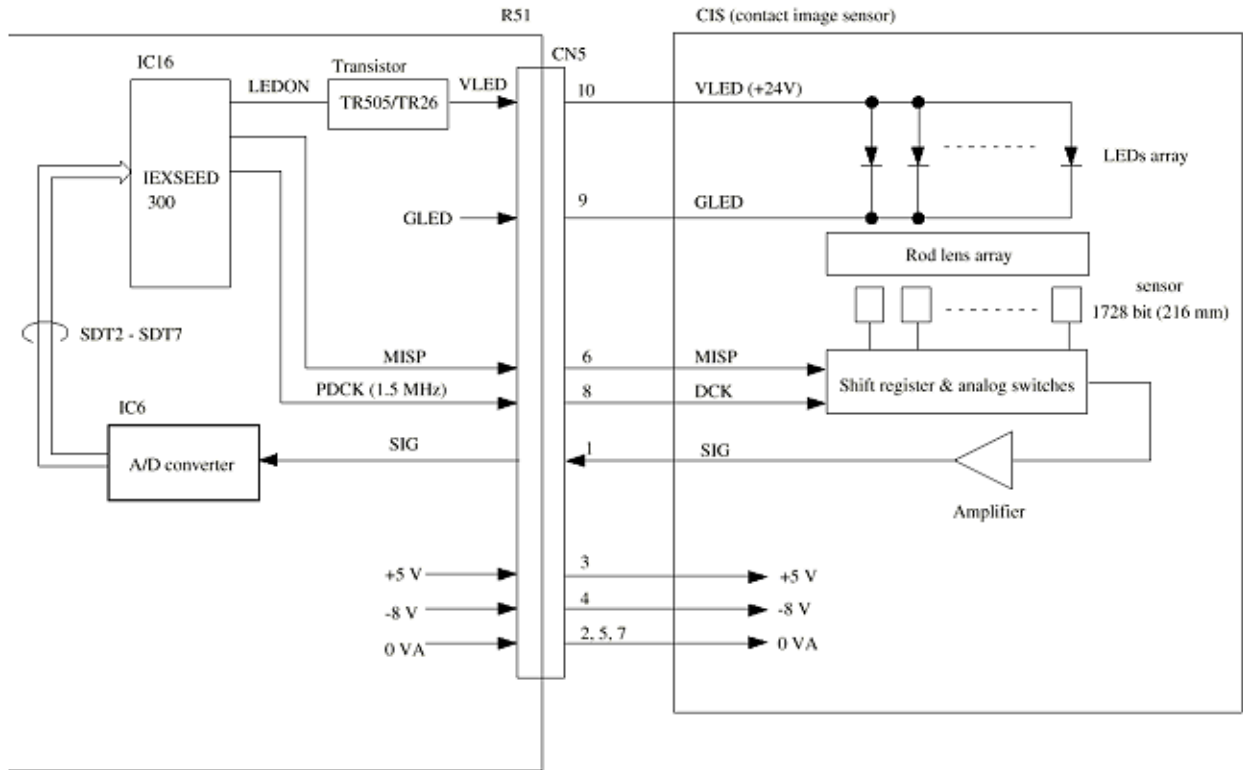 R51
CIS (contact image sensor)
IC16
Transistor
CN5
LEDON
VLED
10
VLED (+24V)
TR505/TR26
LEDs array
IEXSEED
300
9
GLED
GLED
Rod lens array
sensor
1728 bit (216 mm)
SDT2 - SDT7
MISP
6
MISP
Shift register & analog switches
PDCK (1.5 MHz)
8
DCK
IC6
A/D converter
SIG
1
SIG
Amplifier
+5 V
3
+5 V
-8 V
4
-8 V
0 VA
2, 5, 7
0 VA